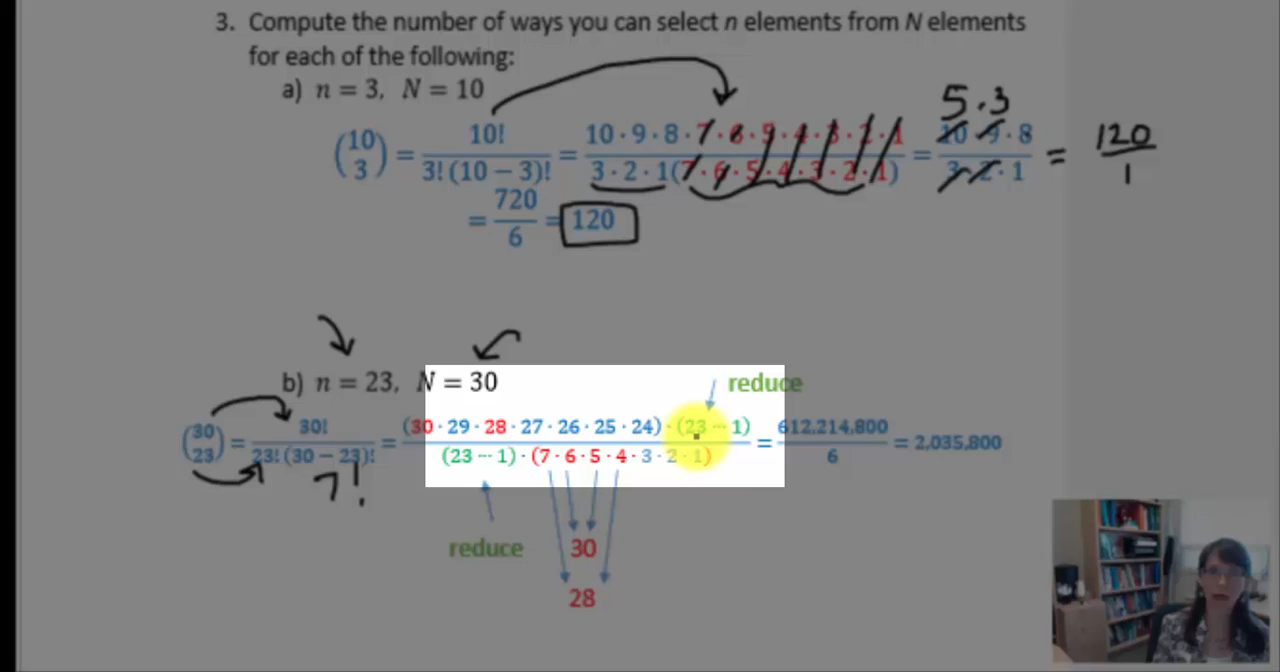 3. Compute the number of ways you can select n elements from N elements
for each of the following:
a) n = 3, N = 10
(10 3) = 10! / 3! (10 − 3)! = 10 · 9 · 8 · 7 · 6 · 5 · 4 · 3 · 2 · 1 / 3 · 2 · 1(7 · 6 · 5 · 4 · 3 · 2 · 1) = 10 · 9 · 8 / 3 · 2 · 1 = 120 / 1
5 · 3
= 720 / 6 = 120
b) n = 23, N = 30
reduce
(30 23) = 30! / 23! (30 − 23)! = (30 · 29 · 28 · 27 · 26 · 25 · 24) · (23 ··· 1) / (23 ··· 1) · (7 · 6 · 5 · 4 · 3 · 2 · 1) = 612,214,800 / 6 = 2,035,800
7!
reduce
30
28